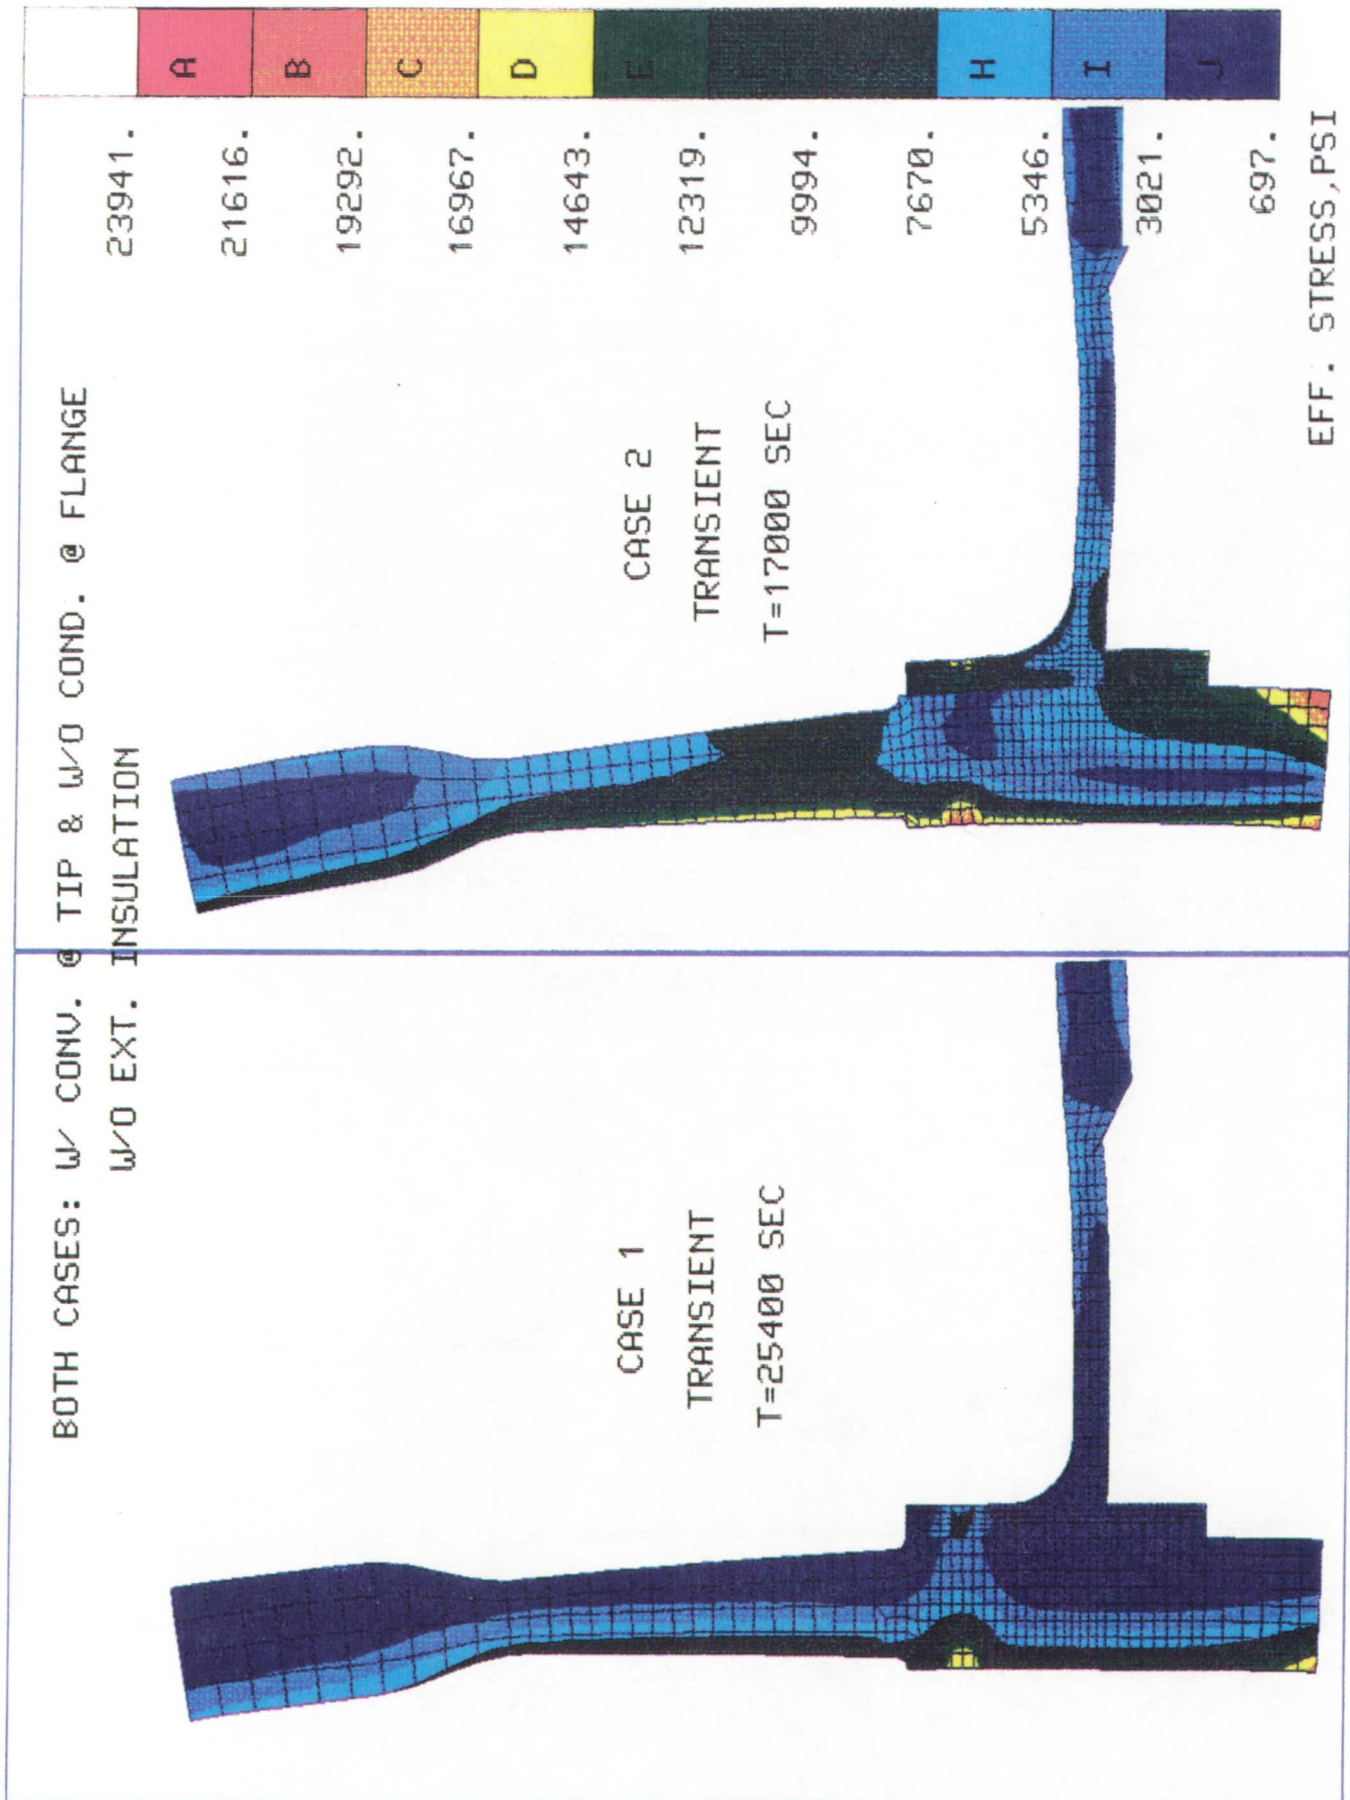 BOTH CASES: W/ CONV. @ TIP & W/O COND. @ FLANGE
W/O EXT. INSULATION
CASE 1
TRANSIENT
T=25400 SEC
CASE 2
TRANSIENT
T=17000 SEC
23941.
A
21616.
B
19292.
C
16967.
D
14643.
E
12319.
F
9994.
G
7670.
H
5346.
I
3021.
J
697.
EFF. STRESS,PSI